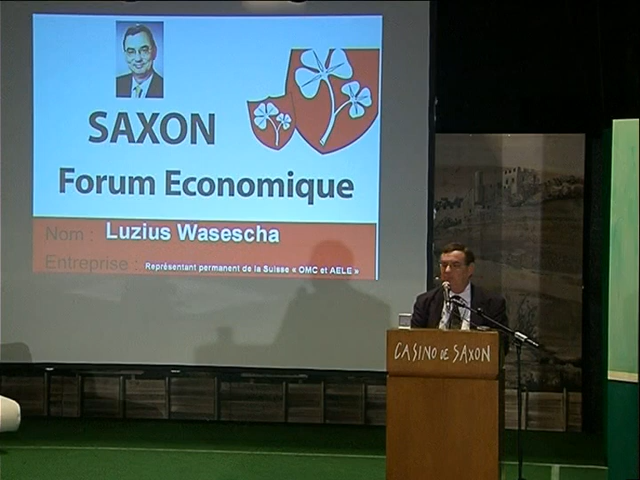 SAXON
Forum Economique
Nom : Luzius Wasescha
Entreprise : Représentant permanent de la Suisse « OMC et AELE »
CASINO DE SAXON